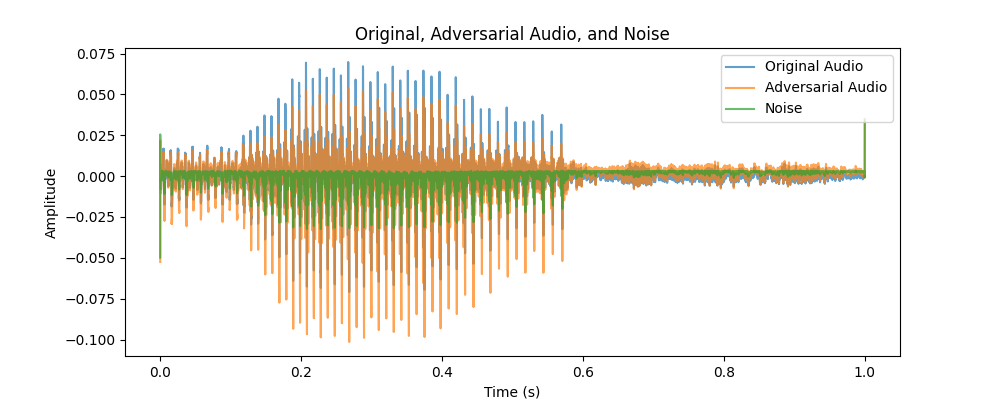 Original, Adversarial Audio, and Noise
Original Audio
Adversarial Audio
Noise
Amplitude
0.075
0.050
0.025
0.000
−0.025
−0.050
−0.075
−0.100
0.0 0.2 0.4 0.6 0.8 1.0
Time (s)